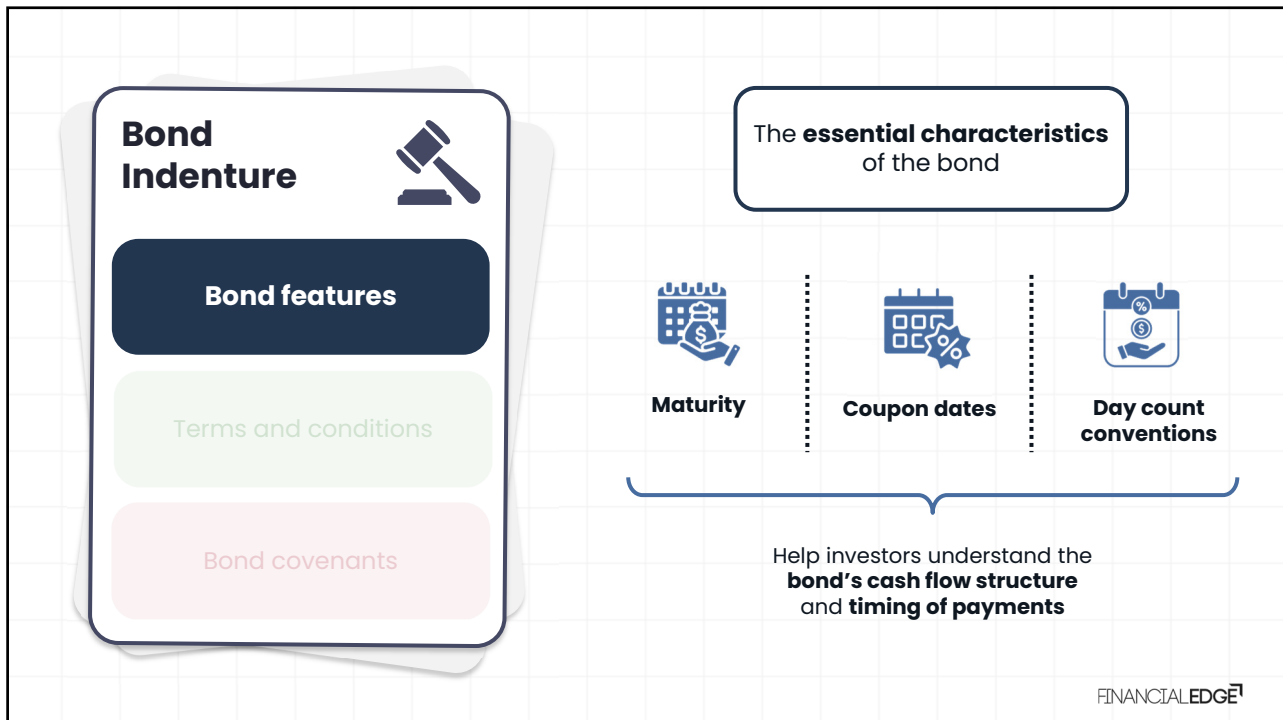 Bond
Indenture
Bond features
Terms and conditions
Bond covenants
The essential characteristics
of the bond
$
%
%
$
Maturity
Coupon dates
Day count
conventions
Help investors understand the
bond's cash flow structure
and timing of payments
FINANCIALEDGE